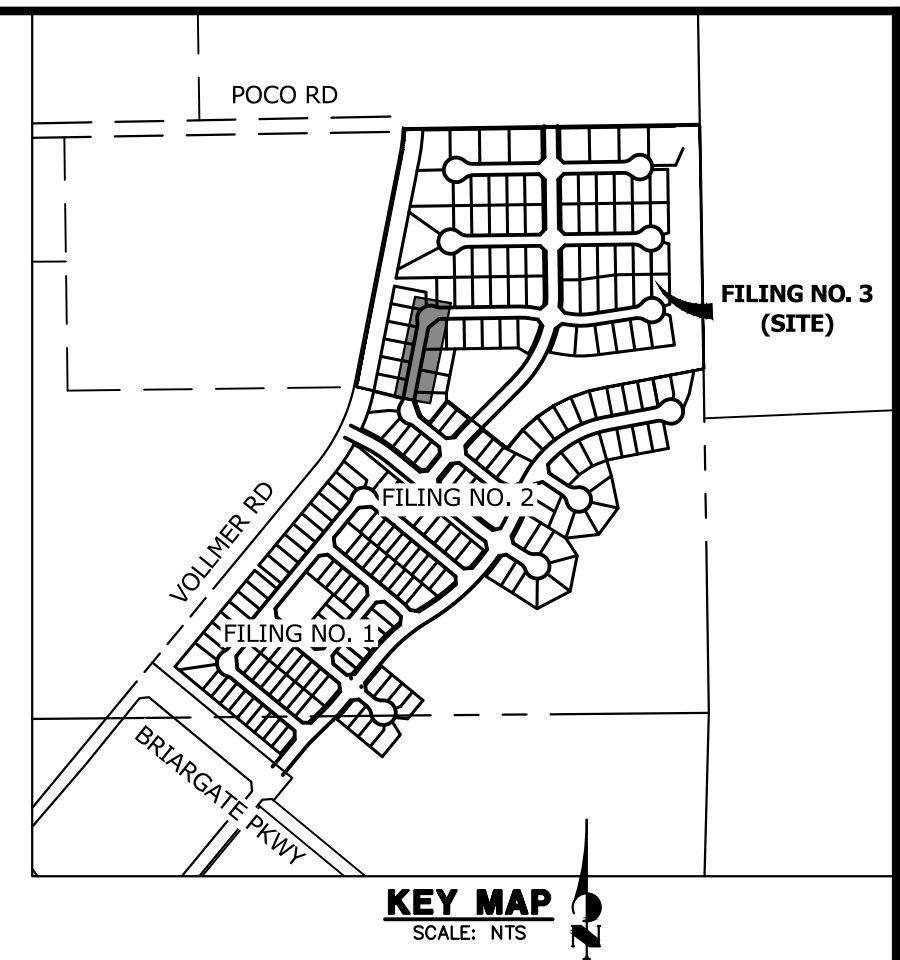 POCO RD
FILING NO. 3
(SITE)
FILING NO. 2
VOLLMER RD
FILING NO. 1
BRIARGATE PKWY
KEY MAP
SCALE: NTS
N